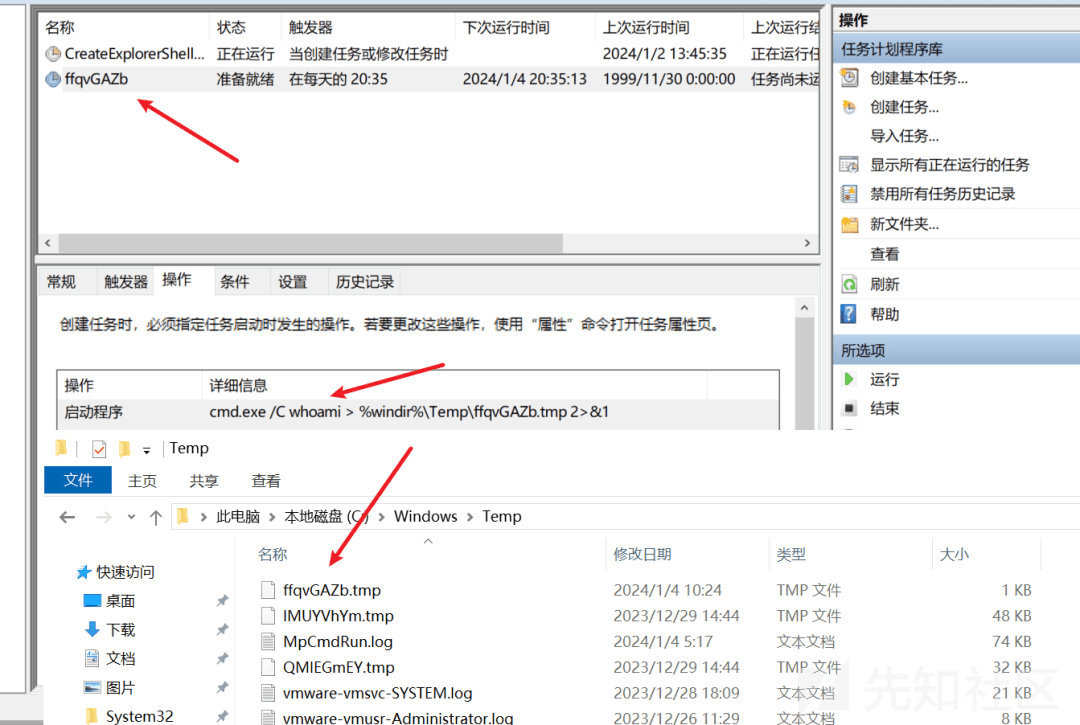 名称 状态 触发器 下次运行时间 上次运行时间 上次运行结
CreateExplorerShell... 正在运行 当创建任务或修改任务时 2024/1/2 13:45:35 正在运行任
ffqvGAZb 准备就绪 在每天的 20:35 2024/1/4 20:35:13 1999/11/30 0:00:00 任务尚未运
常规 触发器 操作 条件 设置 历史记录
创建任务时，必须指定任务启动时发生的操作。若要更改这些操作，使用“属性”命令打开任务属性页。
操作 详细信息
启动程序 cmd.exe /C whoami > %windir%\Temp\ffqvGAZb.tmp 2>&1
操作
任务计划程序库
创建基本任务...
创建任务...
导入任务...
显示所有正在运行的任务
禁用所有任务历史记录
新文件夹...
查看
刷新
帮助
所选项
运行
结束
Temp
文件 主页 共享 查看
此电脑 本地磁盘 (C:) Windows Temp
快速访问
桌面
下载
文档
图片
System32
名称 修改日期 类型 大小
ffqvGAZb.tmp 2024/1/4 10:24 TMP 文件 1 KB
lMUYVhYm.tmp 2023/12/29 14:44 TMP 文件 48 KB
MpCmdRun.log 2024/1/4 5:17 文本文档 74 KB
QMIEGmEY.tmp 2023/12/29 14:44 TMP 文件 32 KB
vmware-vmsvc-SYSTEM.log 2023/12/28 18:09 文本文档 21 KB
vmware-vmusr-Administrator.log 2023/12/26 11:29 文本文档 8 KB
先知社区